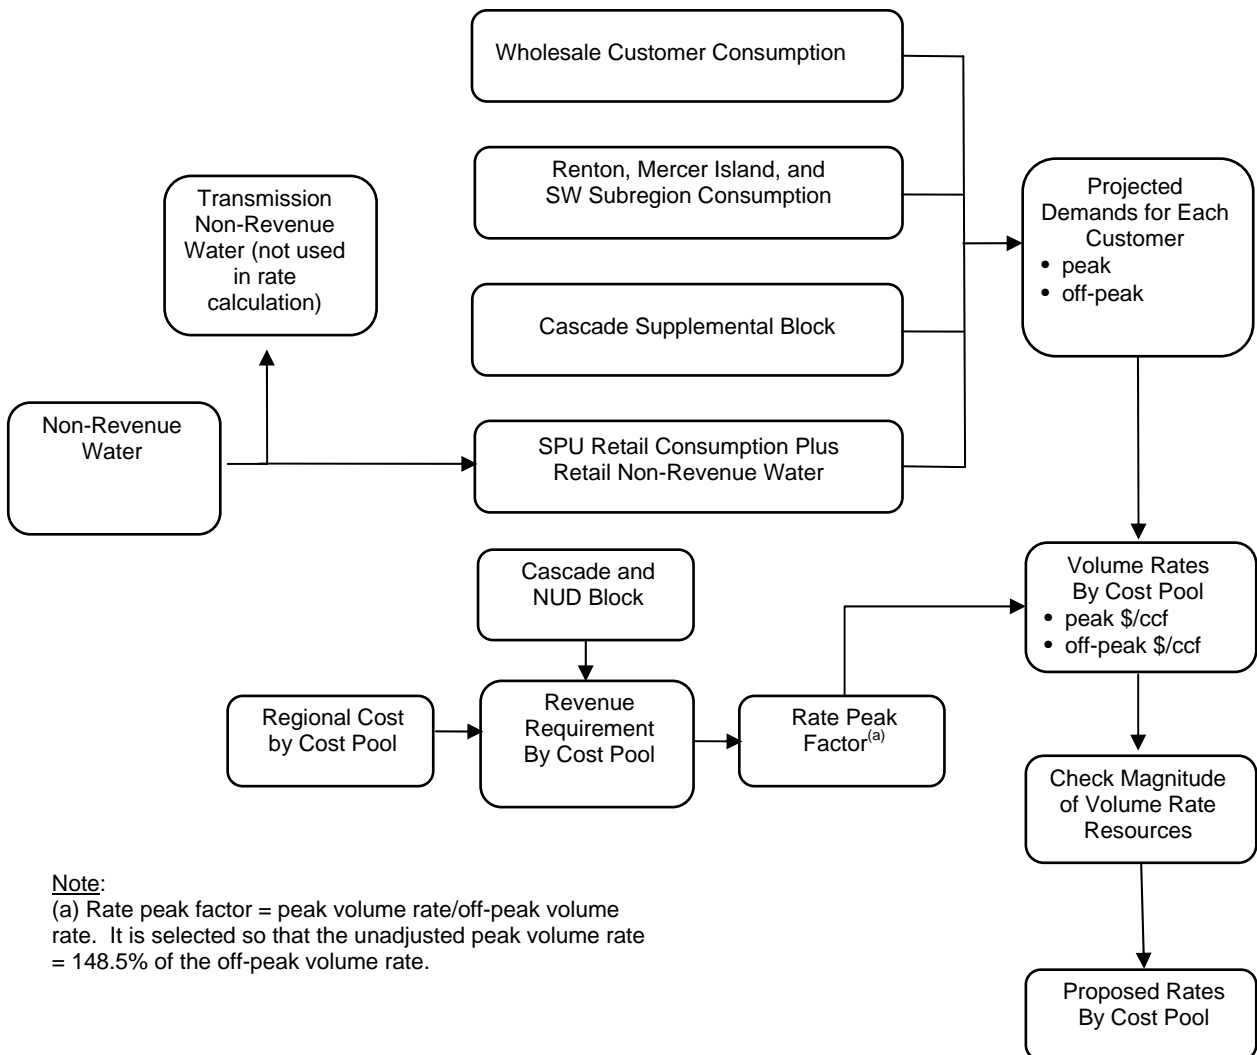 Wholesale Customer Consumption
Renton, Mercer Island, and
SW Subregion Consumption
Transmission
Non-Revenue
Water (not used
in rate
calculation)
Projected
Demands for Each
Customer
• peak
• off-peak
Cascade Supplemental Block
Non-Revenue
Water
SPU Retail Consumption Plus
Retail Non-Revenue Water
Cascade and
NUD Block
Volume Rates
By Cost Pool
• peak $/ccf
• off-peak $/ccf
Regional Cost
by Cost Pool
Revenue
Requirement
By Cost Pool
Rate Peak
Factor(a)
Check Magnitude
of Volume Rate
Resources
Note:
(a) Rate peak factor = peak volume rate/off-peak volume
rate.  It is selected so that the unadjusted peak volume rate
= 148.5% of the off-peak volume rate.
Proposed Rates
By Cost Pool